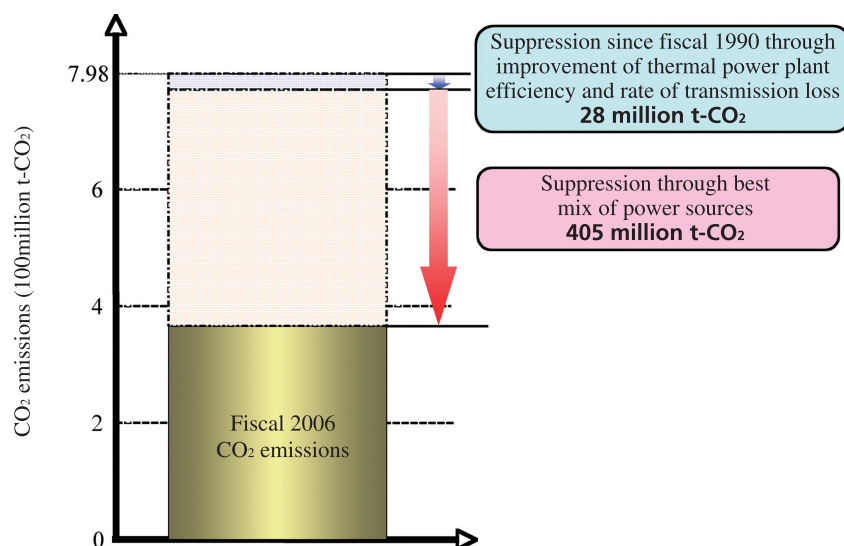 CO₂ emissions (100million t-CO₂)
7.98
6
4
2
0
Fiscal 2006
CO₂ emissions
Suppression since fiscal 1990 through
improvement of thermal power plant
efficiency and rate of transmission loss
28 million t-CO₂
Suppression through best
mix of power sources
405 million t-CO₂